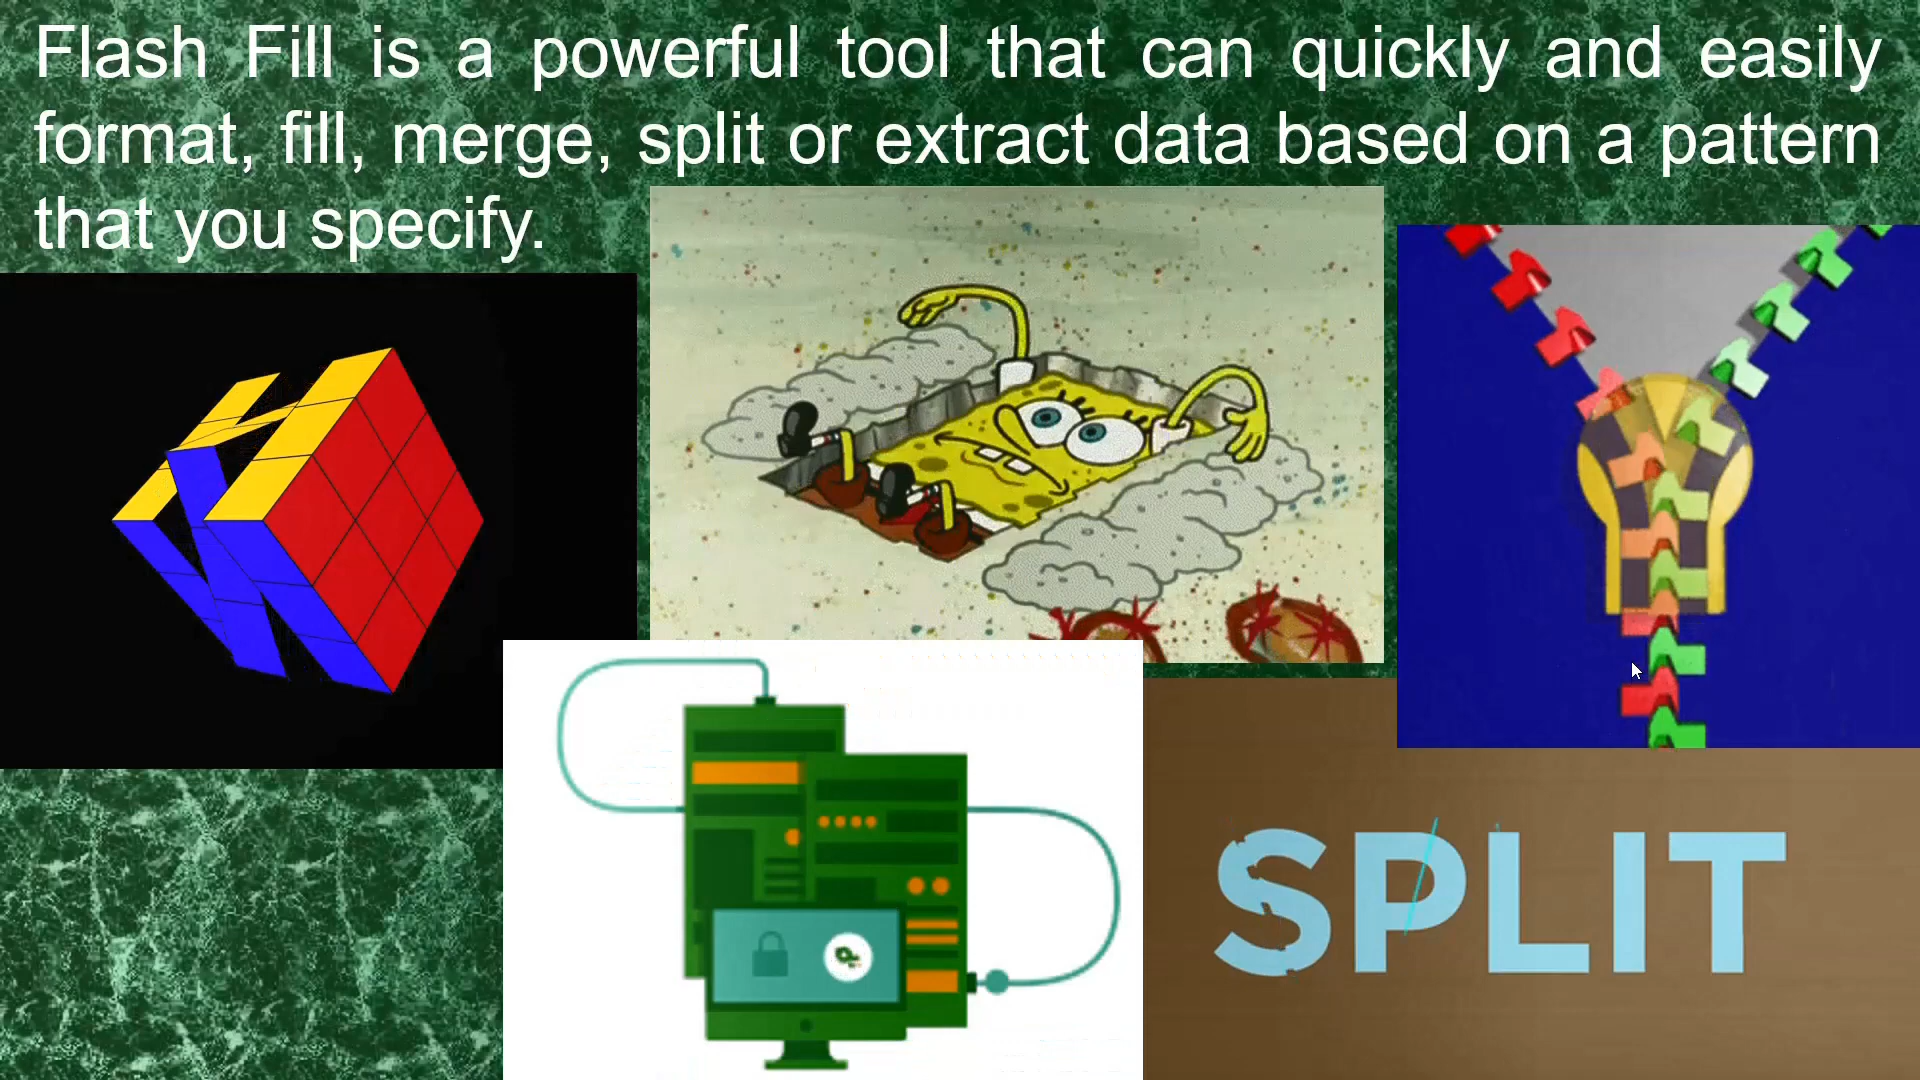 Flash Fill is a powerful tool that can quickly and easily
format, fill, merge, split or extract data based on a pattern
that you specify.
SPLIT